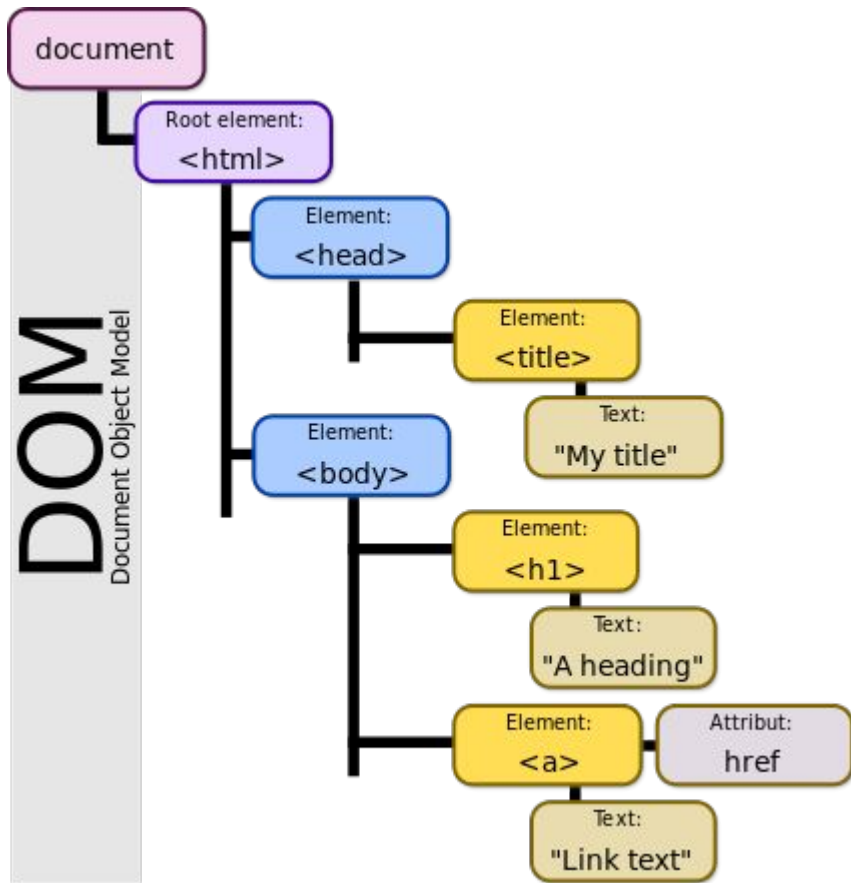 document
Root element:
<html>
Element:
<head>
Element:
<title>
Text:
"My title"
Element:
<body>
Element:
<h1>
Text:
"A heading"
Element:
<a>
Attribut:
href
Text:
"Link text"
DOM
Document Object Model